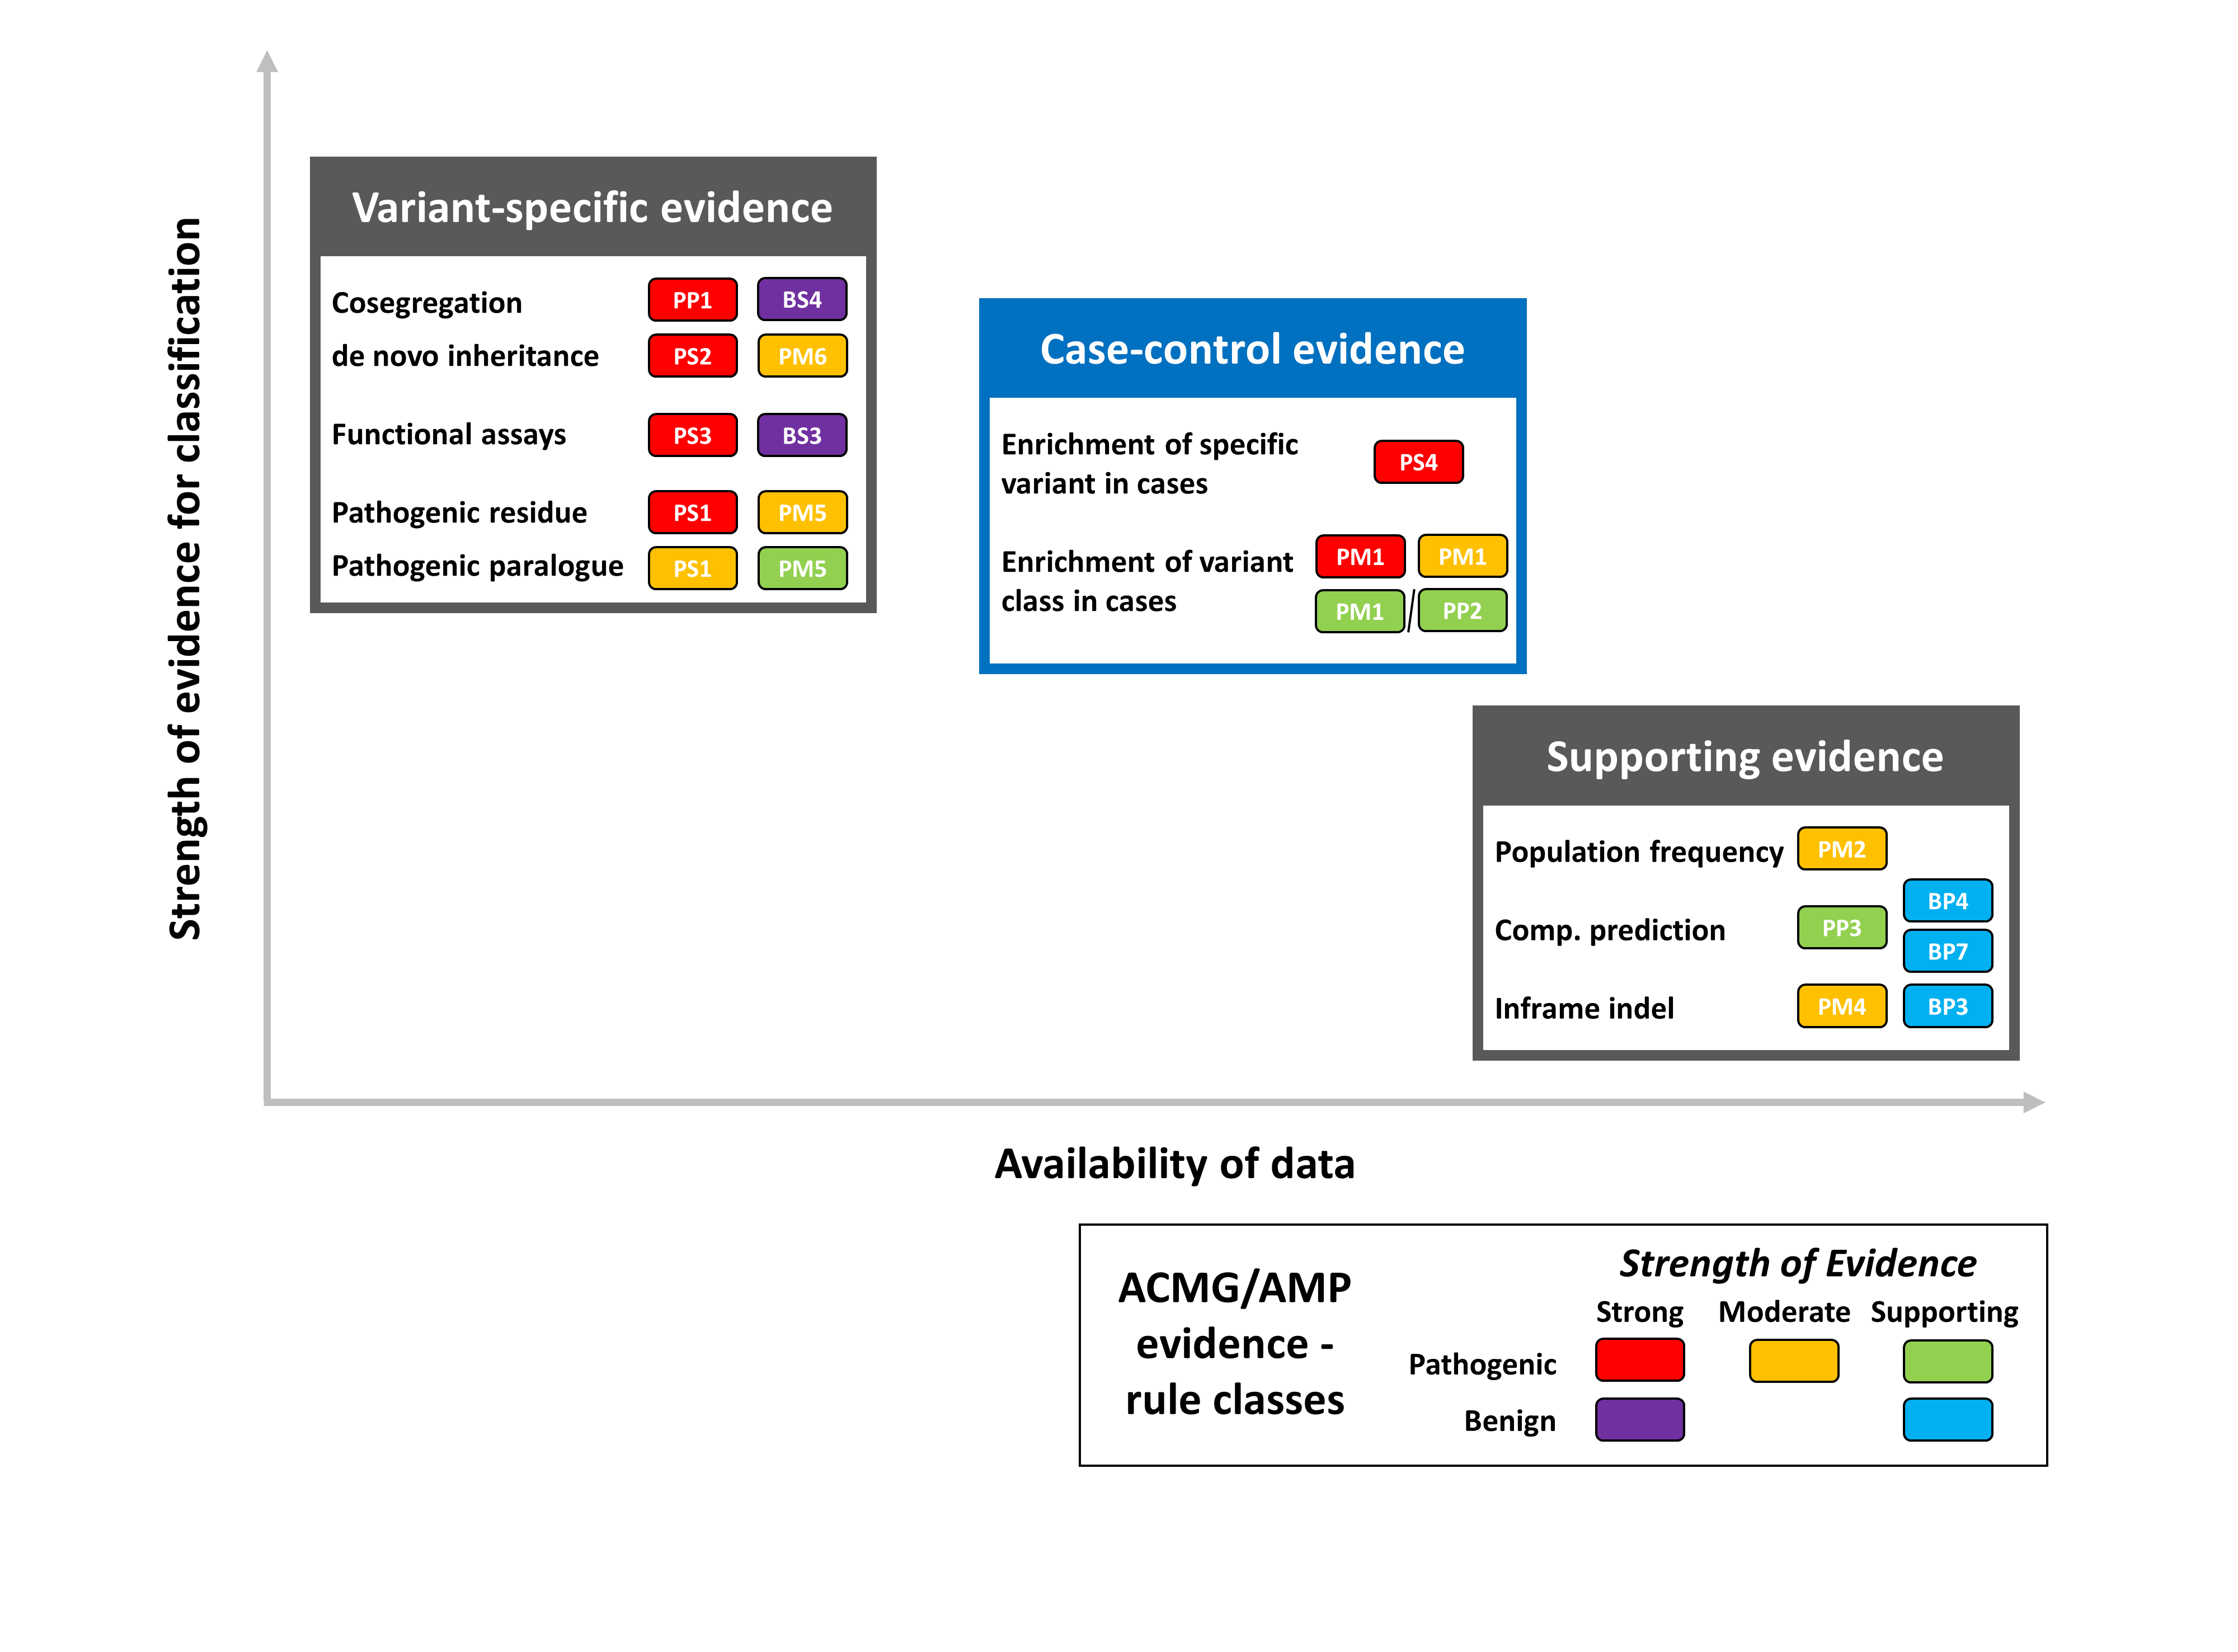 Strength of evidence for classification
Variant-specific evidence
Cosegregation PP1 BS4
de novo inheritance PS2 PM6
Functional assays PS3 BS3
Pathogenic residue PS1 PM5
Pathogenic paralogue PS1 PM5
Case-control evidence
Enrichment of specific
variant in cases
PS4
Enrichment of variant
class in cases
PM1 PM1
PM1 / PP2
Supporting evidence
Population frequency PM2
Comp. prediction PP3
BP4
BP7
Inframe indel PM4 BP3
Availability of data
ACMG/AMP
evidence -
rule classes
Strength of Evidence
Strong Moderate Supporting
Pathogenic
Benign